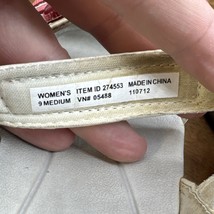 WOMEN'S ITEM ID 274553 MADE IN CHINA
9 MEDIUM VN# 05488 110712